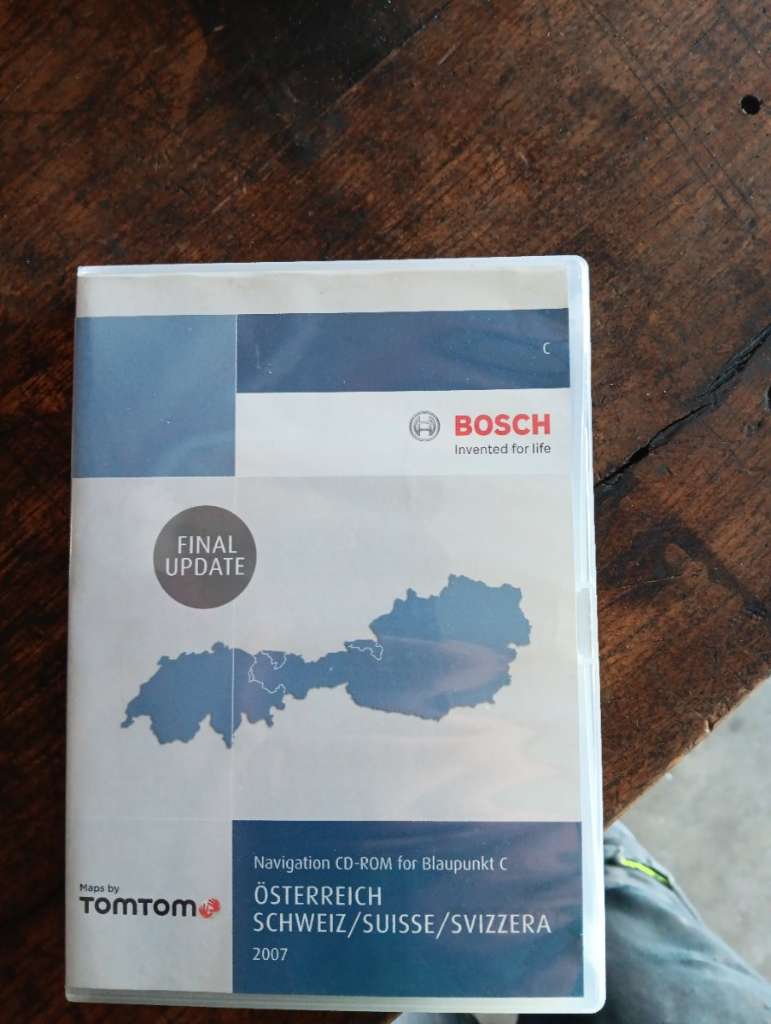 C
BOSCH
Invented for life
FINAL
UPDATE
Navigation CD-ROM for Blaupunkt C
ÖSTERREICH
SCHWEIZ/SUISSE/SVIZZERA
2007
Maps by
TOMTOM